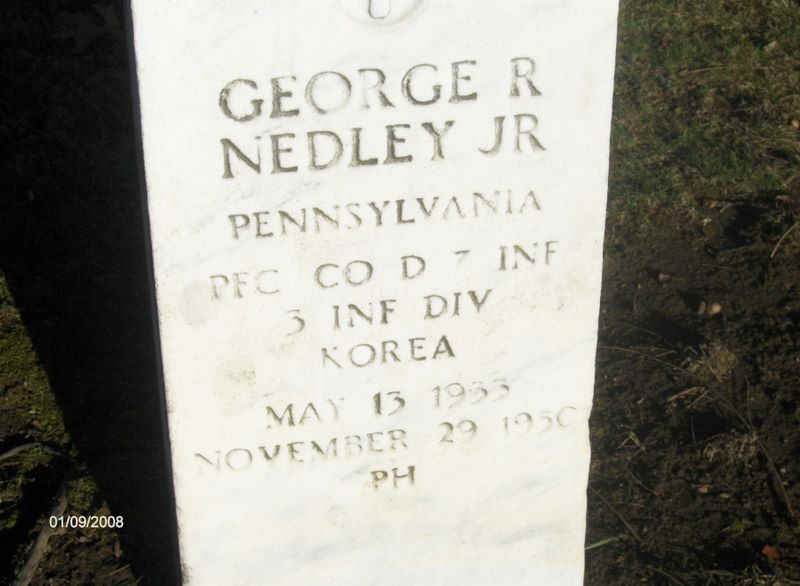 GEORGE R
NEDLEY JR
PENNSYLVANIA
PFC CO D 7 INF
3 INF DIV
KOREA
MAY 13 1933
NOVEMBER 29 1950
PH
01/09/2008